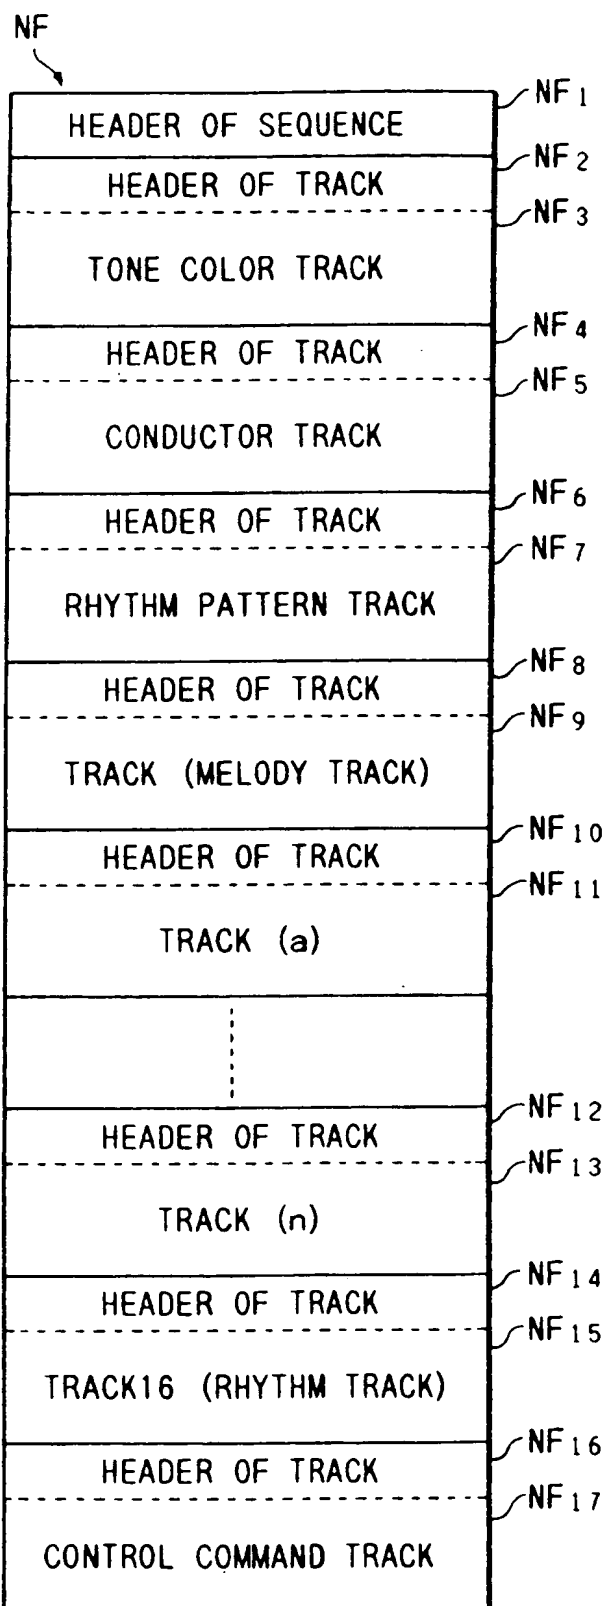 NF
NF1
HEADER OF SEQUENCE
NF2
HEADER OF TRACK
NF3
TONE COLOR TRACK
NF4
HEADER OF TRACK
NF5
CONDUCTOR TRACK
NF6
HEADER OF TRACK
NF7
RHYTHM PATTERN TRACK
NF8
HEADER OF TRACK
NF9
TRACK (MELODY TRACK)
NF10
HEADER OF TRACK
NF11
TRACK (a)
NF12
HEADER OF TRACK
NF13
TRACK (n)
NF14
HEADER OF TRACK
NF15
TRACK16 (RHYTHM TRACK)
NF16
HEADER OF TRACK
NF17
CONTROL COMMAND TRACK